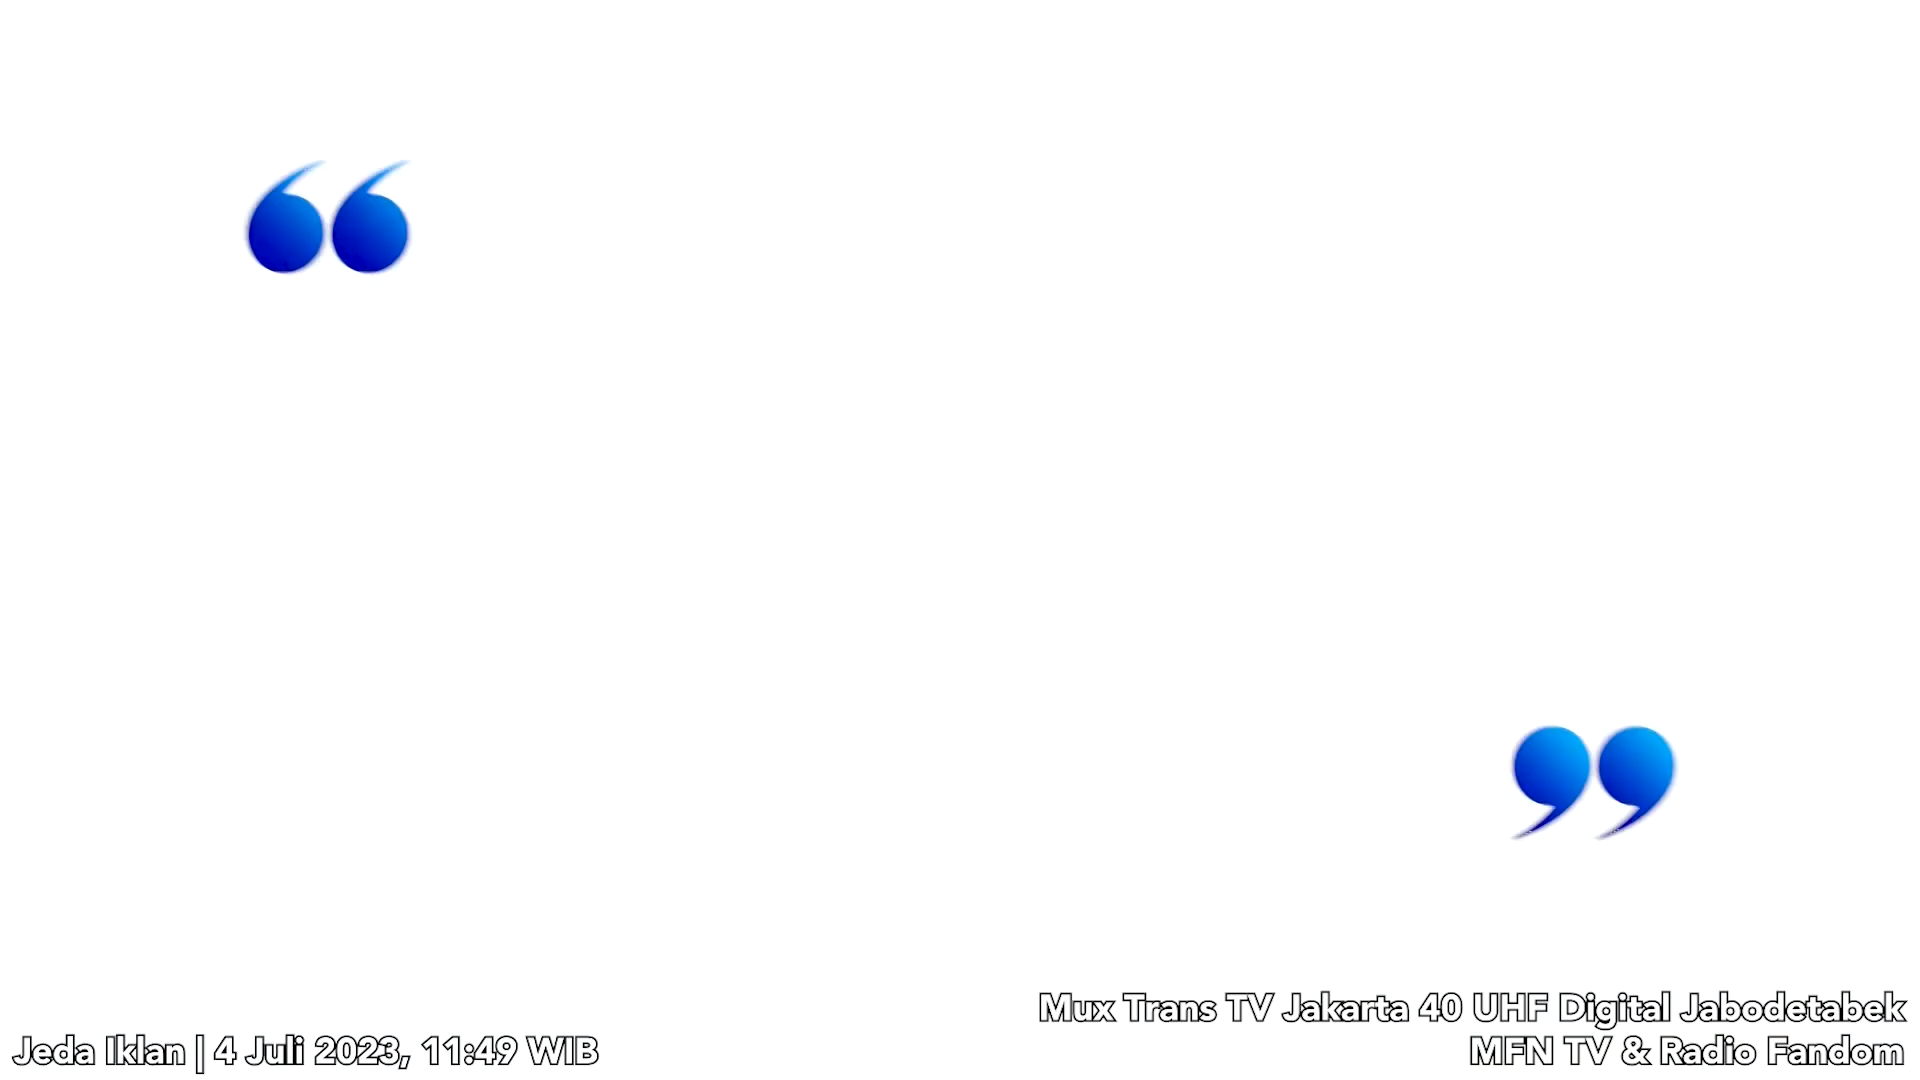 “
”
Mux Trans TV Jakarta 40 UHF Digital Jabodetabek
Jeda Iklan | 4 Juli 2023, 11:49 WIB
MFN TV & Radio Fandom